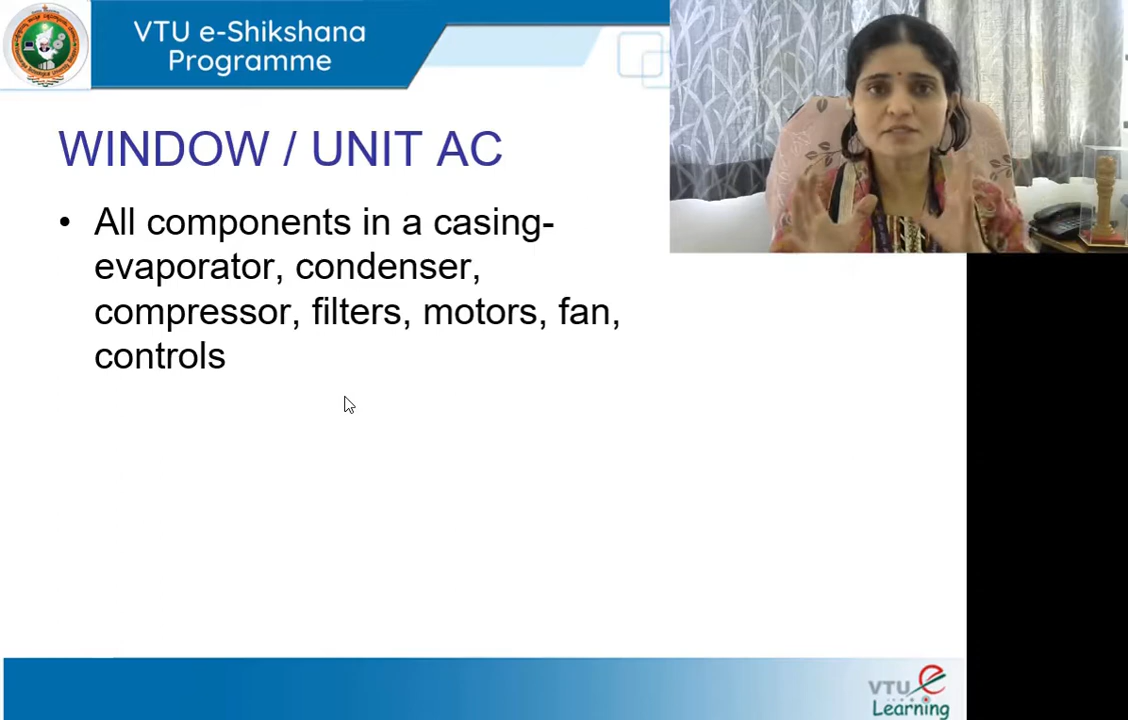 VTU e-Shikshana
Programme
WINDOW / UNIT AC
• All components in a casing-
evaporator, condenser,
compressor, filters, motors, fan,
controls
VTU e
Learning